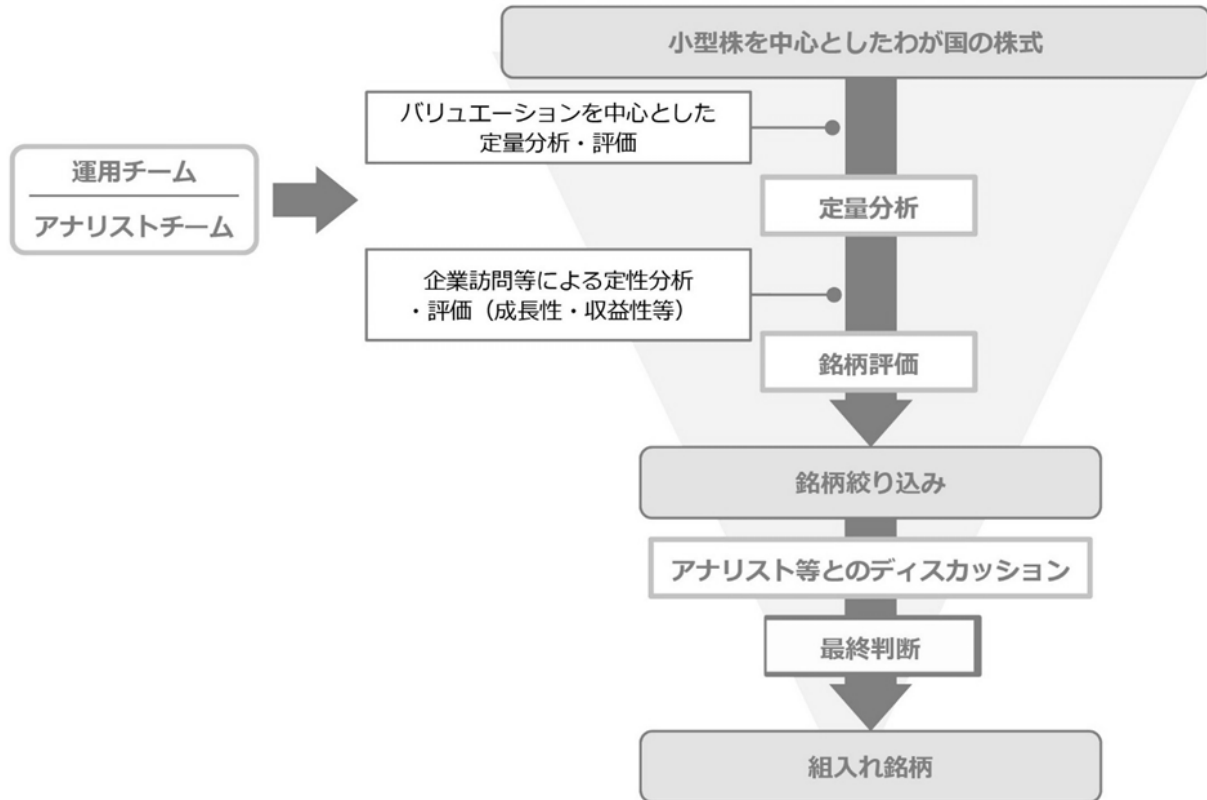 小型株を中心としたわが国の株式
バリュエーションを中心とした
定量分析・評価
運用チーム
アナリストチーム
定量分析
企業訪問等による定性分析
・評価（成長性・収益性等）
銘柄評価
銘柄絞り込み
アナリスト等とのディスカッション
最終判断
組入れ銘柄